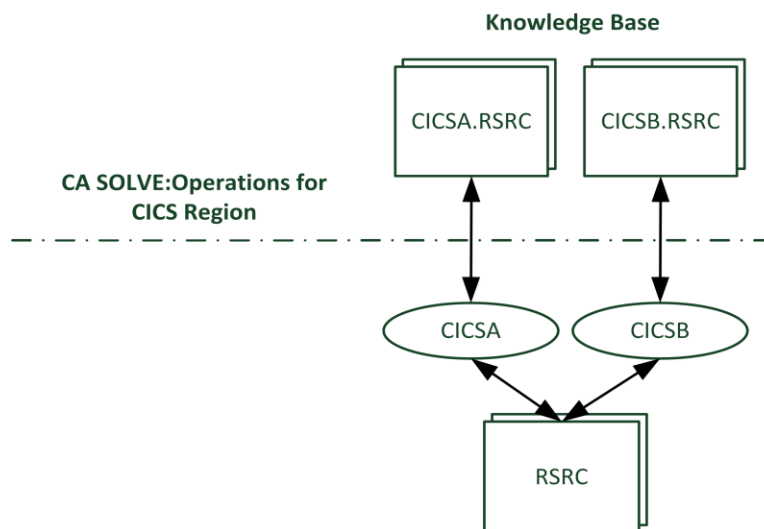 Knowledge Base
CICSA.RSRC
CICSB.RSRC
CA SOLVE:Operations for
CICS Region
CICSA
CICSB
RSRC